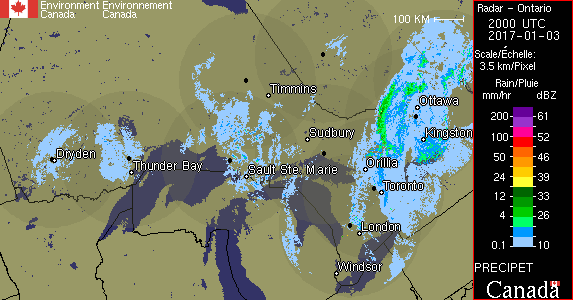 Environment Environnement
Canada Canada
100 KM
Timmins
Ottawa
Sudbury
Kingston
Dryden
Thunder Bay
Sault Ste. Marie
Orillia
Toronto
London
Windsor
Radar - Ontario
2000 UTC
2017-01-03
Scale/Échelle:
3.5 km/Pixel
Rain/Pluie
mm/hr dBZ
200 61
100 52
50 46
24 39
12 33
4 26
0.1 10
PRECIPET
Canada